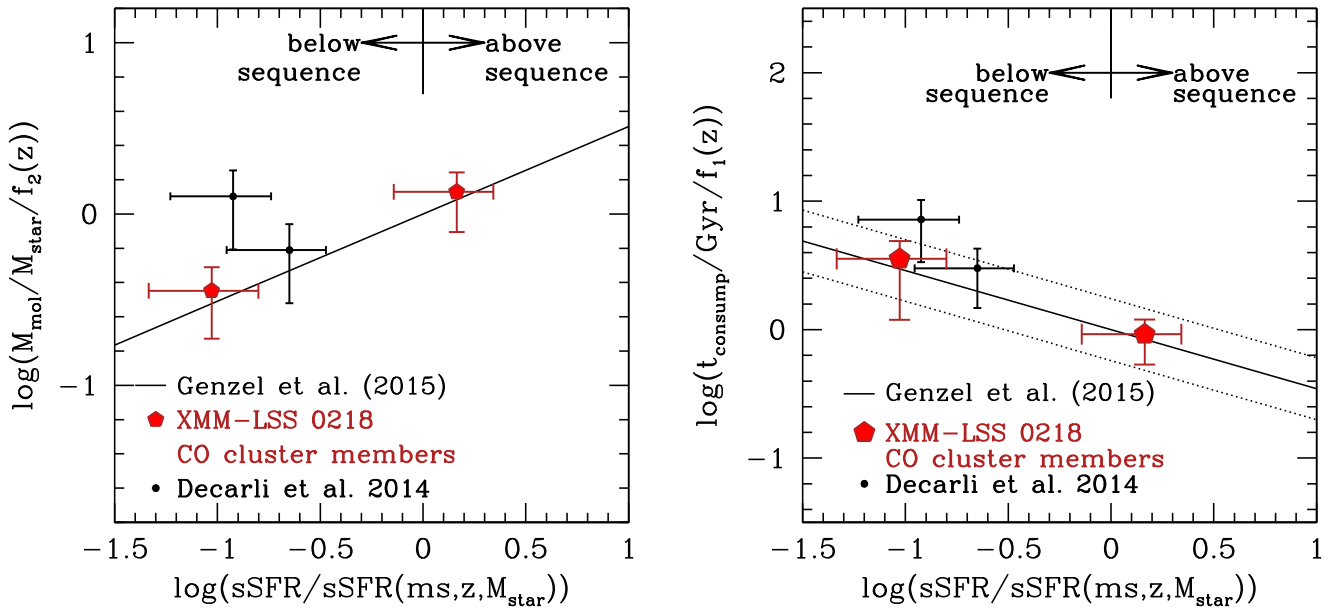 below above
sequence sequence
1
0
−1
log(M_mol/M_star/f_2(z))
Genzel et al. (2015)
XMM−LSS 0218
CO cluster members
Decarli et al. 2014
−1.5 −1 −0.5 0 0.5 1
log(sSFR/sSFR(ms,z,M_star))
below above
sequence sequence
2
1
0
−1
log(t_consump/Gyr/f_1(z))
Genzel et al. (2015)
XMM−LSS 0218
CO cluster members
Decarli et al. 2014
−1.5 −1 −0.5 0 0.5 1
log(sSFR/sSFR(ms,z,M_star))